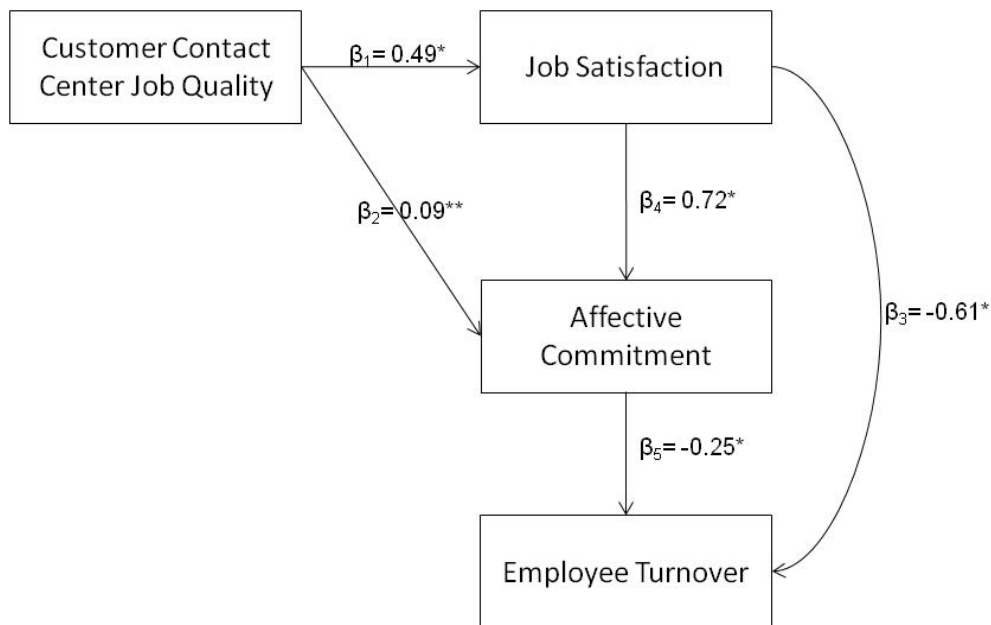 Customer Contact
Center Job Quality
β₁= 0.49*
Job Satisfaction
β₂= 0.09**
β₄= 0.72*
Affective
Commitment
β₃= -0.61*
β₅= -0.25*
Employee Turnover